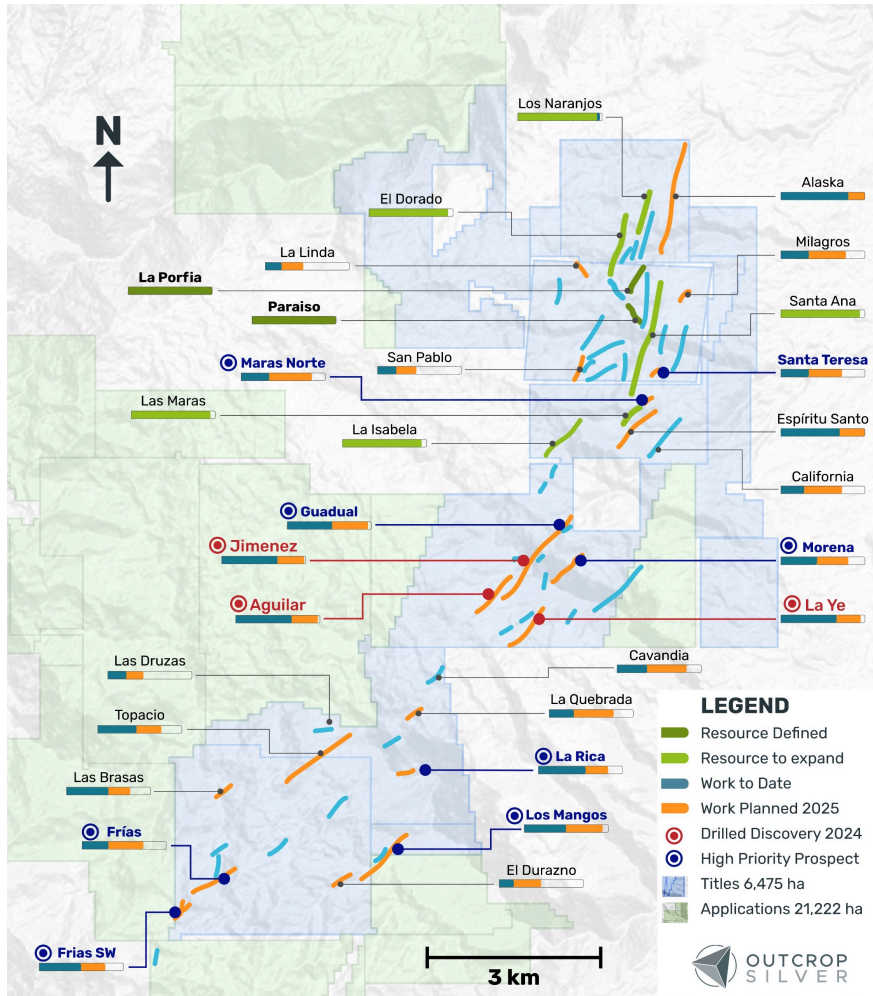 Los Naranjos
N
Alaska
El Dorado
Milagros
La Linda
La Porfia
Santa Ana
Paraiso
San Pablo
Maras Norte
Santa Teresa
Las Maras
Espíritu Santo
La Isabela
California
Guadual
Jimenez
Morena
Aguilar
La Ye
Las Druzas
Cavandia
La Quebrada
Topacio
La Rica
Las Brasas
Los Mangos
Frías
El Durazno
Frias SW
3 km
LEGEND
Resource Defined
Resource to expand
Work to Date
Work Planned 2025
Drilled Discovery 2024
High Priority Prospect
Titles 6,475 ha
Applications 21,222 ha
OUTCROP
SILVER